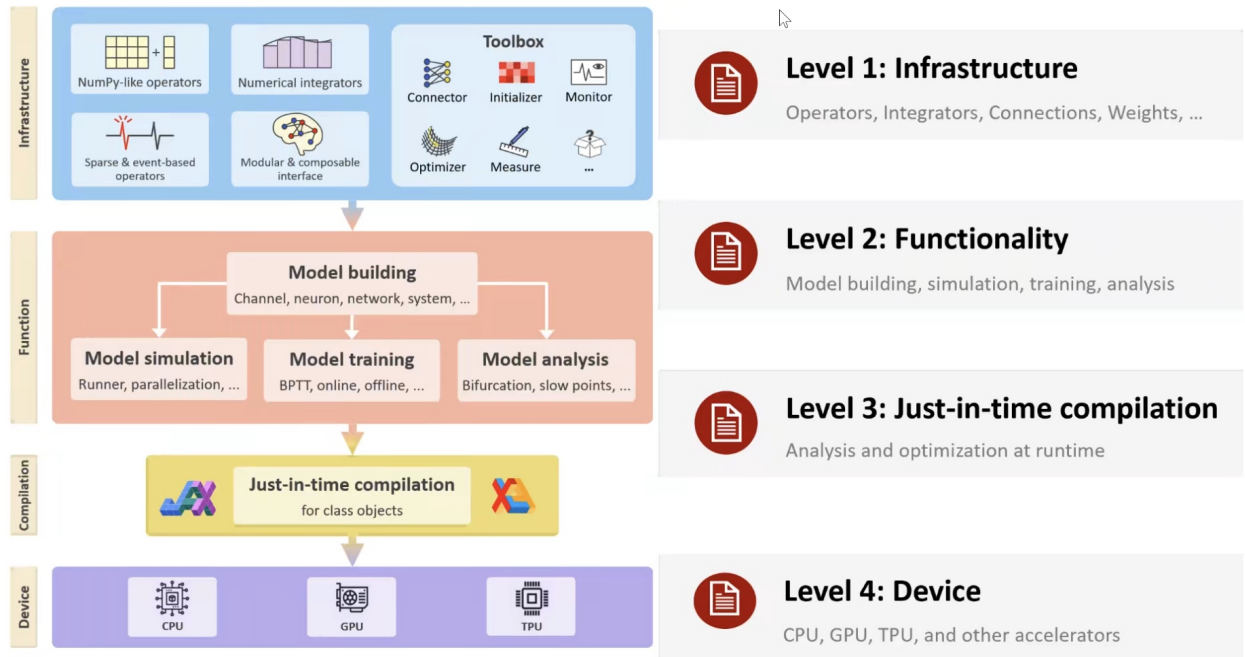 Infrastructure
NumPy-like operators
Numerical integrators
Sparse & event-based
operators
Modular & composable
interface
Toolbox
Connector
Initializer
Monitor
Optimizer
Measure
?
...
Level 1: Infrastructure
Operators, Integrators, Connections, Weights, ...
Function
Model building
Channel, neuron, network, system, ...
Model simulation
Runner, parallelization, ...
Model training
BPTT, online, offline, ...
Model analysis
Bifurcation, slow points, ...
Level 2: Functionality
Model building, simulation, training, analysis
Compilation
JAX
Just-in-time compilation
for class objects
XLA
Level 3: Just-in-time compilation
Analysis and optimization at runtime
Device
CPU
GPU
TPU
Level 4: Device
CPU, GPU, TPU, and other accelerators